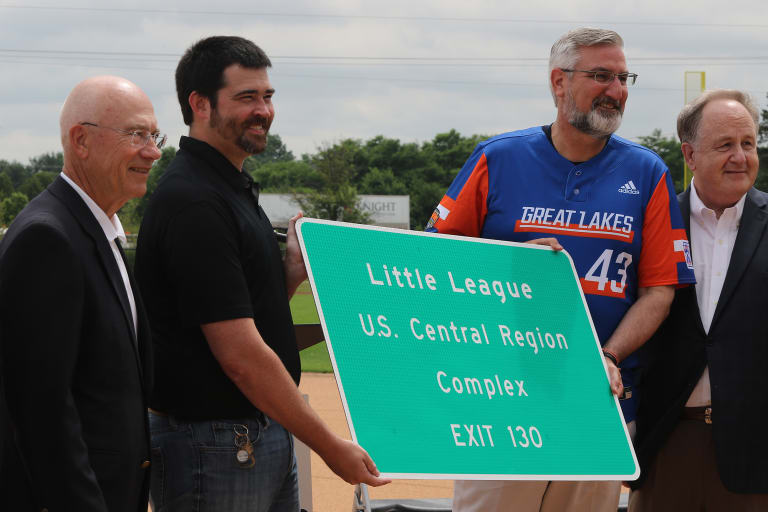 Little League
U.S. Central Region
Complex
EXIT 130
adidas
GREAT LAKES
43